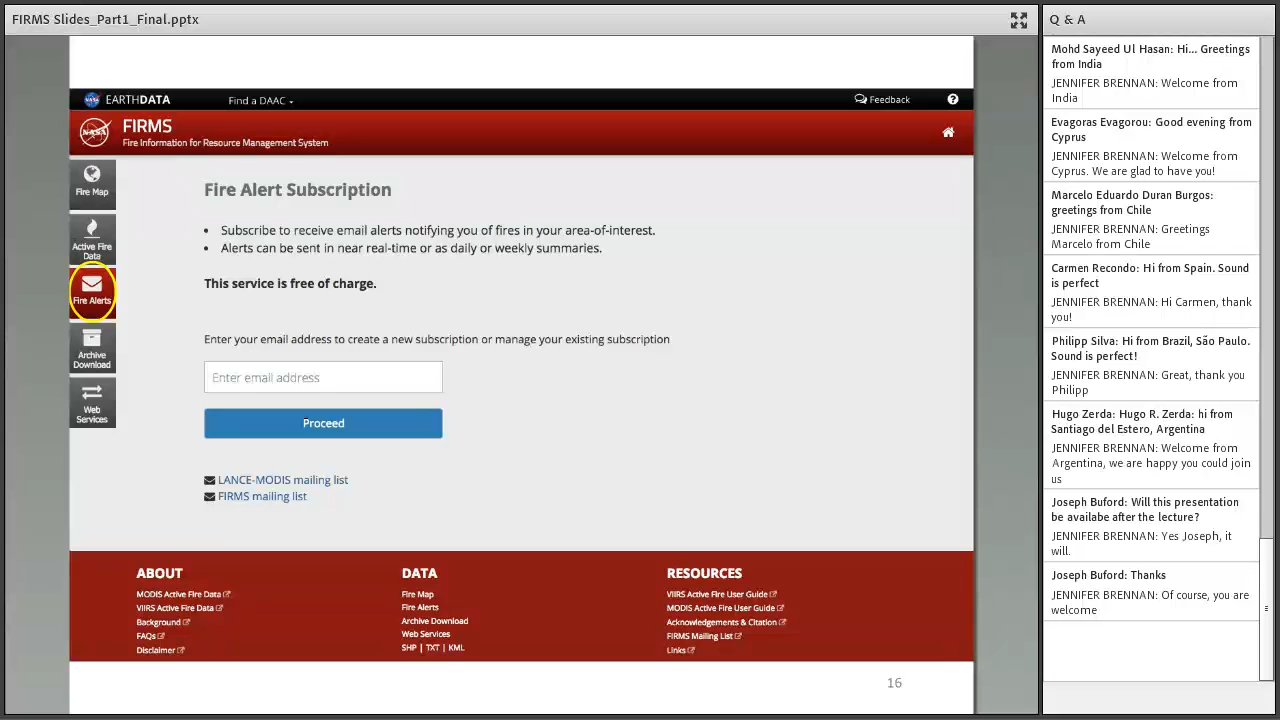 FIRMS Slides_Part1_Final.pptx
EARTHDATA
Find a DAAC
Feedback
NASA
FIRMS
Fire Information for Resource Management System
Fire Map
Active Fire
Data
Fire Alerts
Archive
Download
Web
Services
Fire Alert Subscription
• Subscribe to receive email alerts notifying you of fires in your area-of-interest.
• Alerts can be sent in near real-time or as daily or weekly summaries.
This service is free of charge.
Enter your email address to create a new subscription or manage your existing subscription
Enter email address
Proceed
LANCE-MODIS mailing list
FIRMS mailing list
ABOUT
MODIS Active Fire Data
VIIRS Active Fire Data
Background
FAQs
Disclaimer
DATA
Fire Map
Fire Alerts
Archive Download
Web Services
SHP | TXT | KML
RESOURCES
VIIRS Active Fire User Guide
MODIS Active Fire User Guide
Acknowledgements & Citation
FIRMS Mailing List
Links
16
Q & A
Mohd Sayeed Ul Hasan: Hi... Greetings
from India
JENNIFER BRENNAN: Welcome from
India
Evagoras Evagorou: Good evening from
Cyprus
JENNIFER BRENNAN: Welcome from
Cyprus. We are glad to have you!
Marcelo Eduardo Duran Burgos:
greetings from Chile
JENNIFER BRENNAN: Greetings
Marcelo from Chile
Carmen Recondo: Hi from Spain. Sound
is perfect
JENNIFER BRENNAN: Hi Carmen, thank
you!
Philipp Silva: Hi from Brazil, São Paulo.
Sound is perfect!
JENNIFER BRENNAN: Great, thank you
Philipp
Hugo Zerda: Hugo R. Zerda: hi from
Santiago del Estero, Argentina
JENNIFER BRENNAN: Welcome from
Argentina, we are happy you could join
us
Joseph Buford: Will this presentation
be availabe after the lecture?
JENNIFER BRENNAN: Yes Joseph, it
will.
Joseph Buford: Thanks
JENNIFER BRENNAN: Of course, you are
welcome